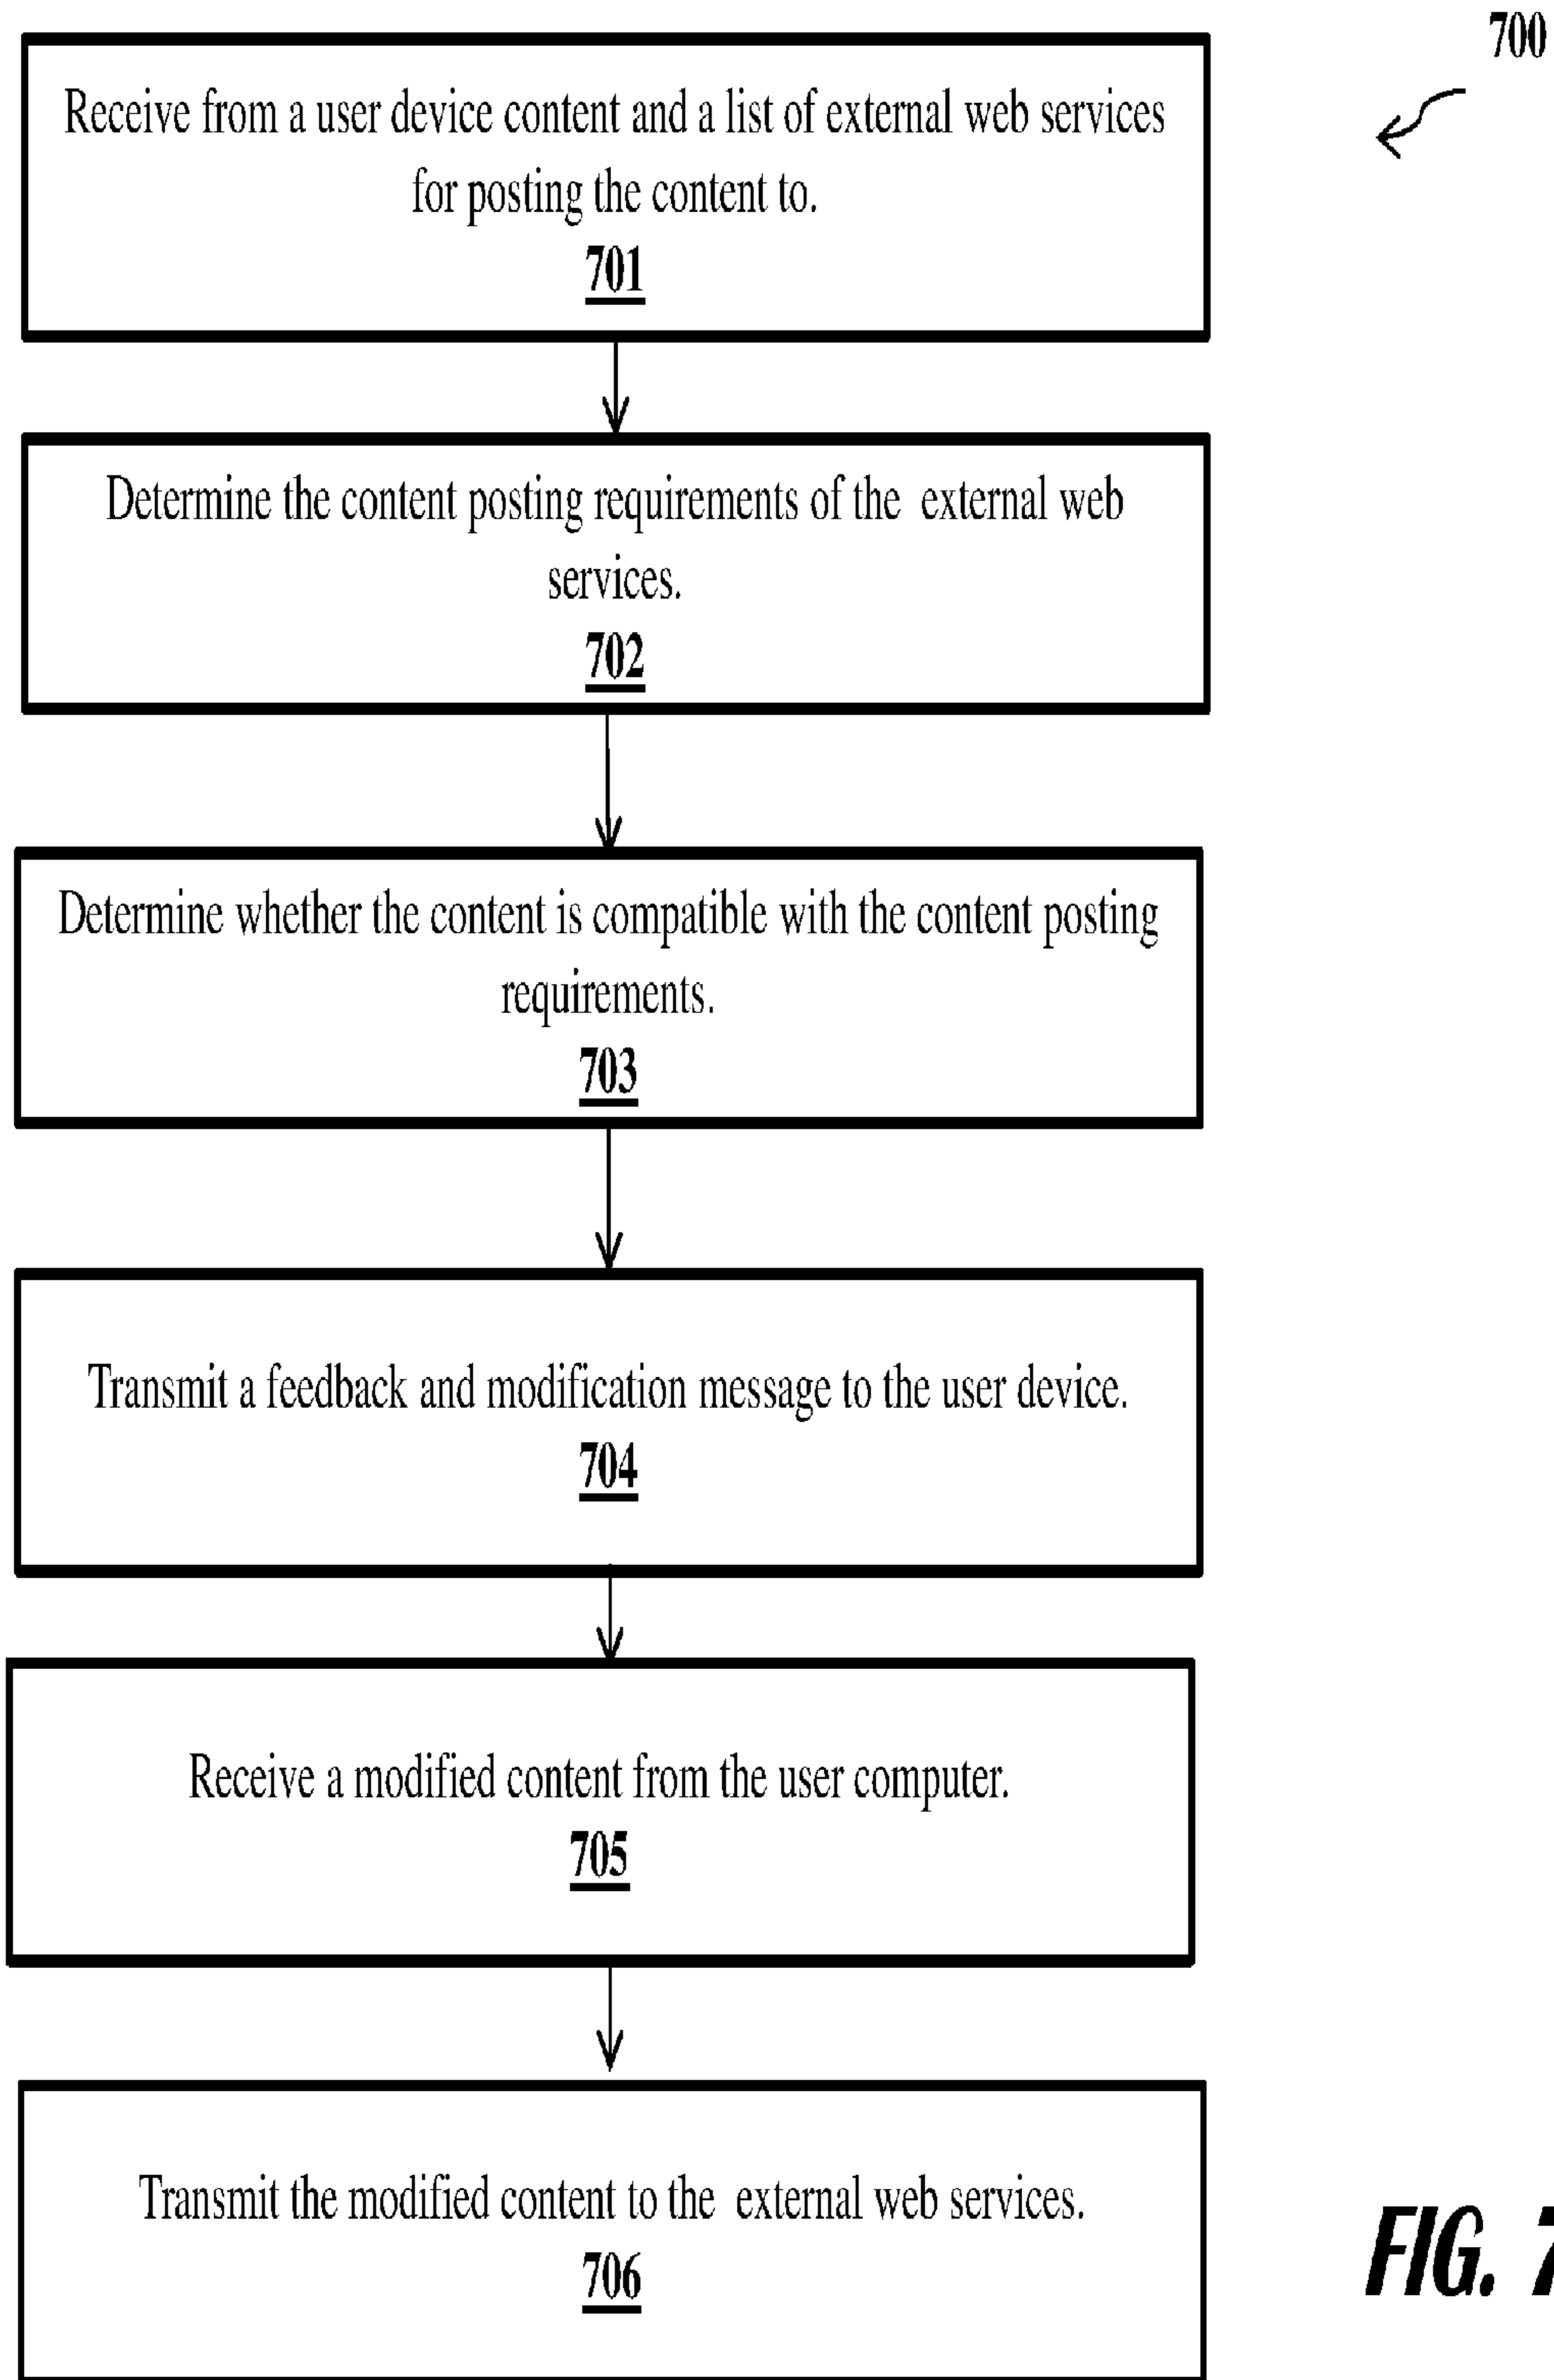 700
Receive from a user device content and a list of external web services
for posting the content to.
701
Determine the content posting requirements of the external web
services.
702
Determine whether the content is compatible with the content posting
requirements.
703
Transmit a feedback and modification message to the user device.
704
Receive a modified content from the user computer.
705
Transmit the modified content to the external web services.
706
FIG. 7